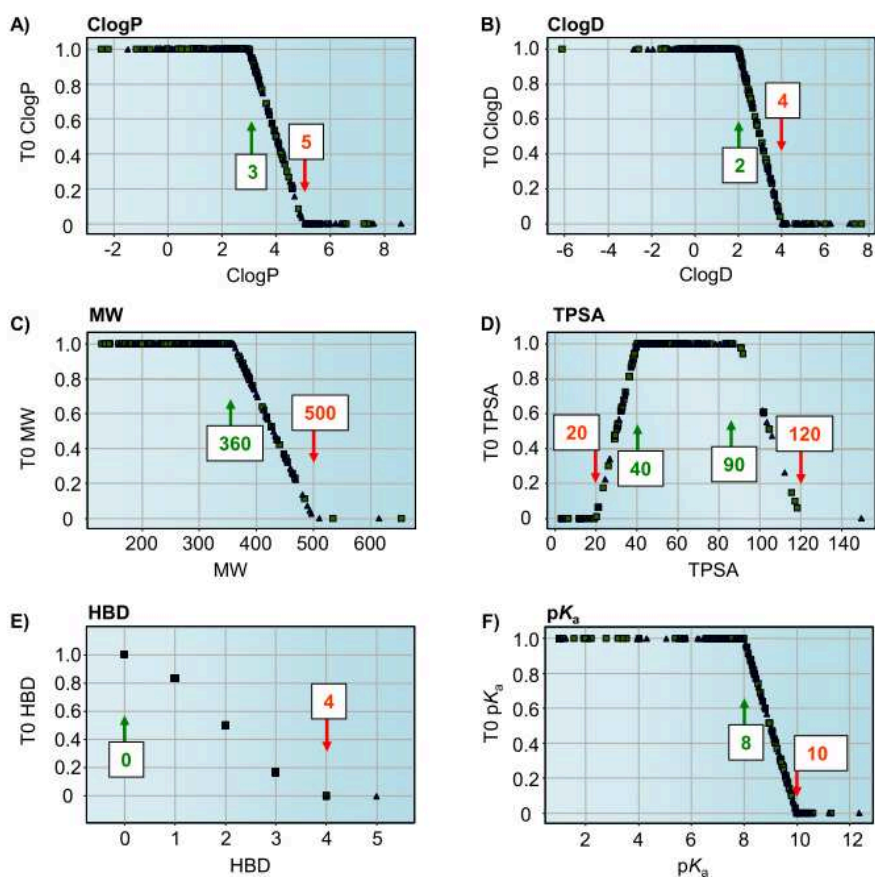 A) ClogP
1.0
0.8
0.6
0.4
0.2
0
T0 ClogP
3
5
-2 0 2 4 6 8
ClogP
B) ClogD
1.0
0.8
0.6
0.4
0.2
0
T0 ClogD
2
4
-6 -4 -2 0 2 4 6 8
ClogD
C) MW
1.0
0.8
0.6
0.4
0.2
0
T0 MW
360
500
200 300 400 500 600
MW
D) TPSA
1.0
0.8
0.6
0.4
0.2
0
T0 TPSA
20
40
90
120
0 20 40 60 80 100 120 140
TPSA
E) HBD
1.0
0.8
0.6
0.4
0.2
0
T0 HBD
0
4
0 1 2 3 4 5
HBD
F) pKa
1.0
0.8
0.6
0.4
0.2
0
T0 pKa
8
10
2 4 6 8 10 12
pKa